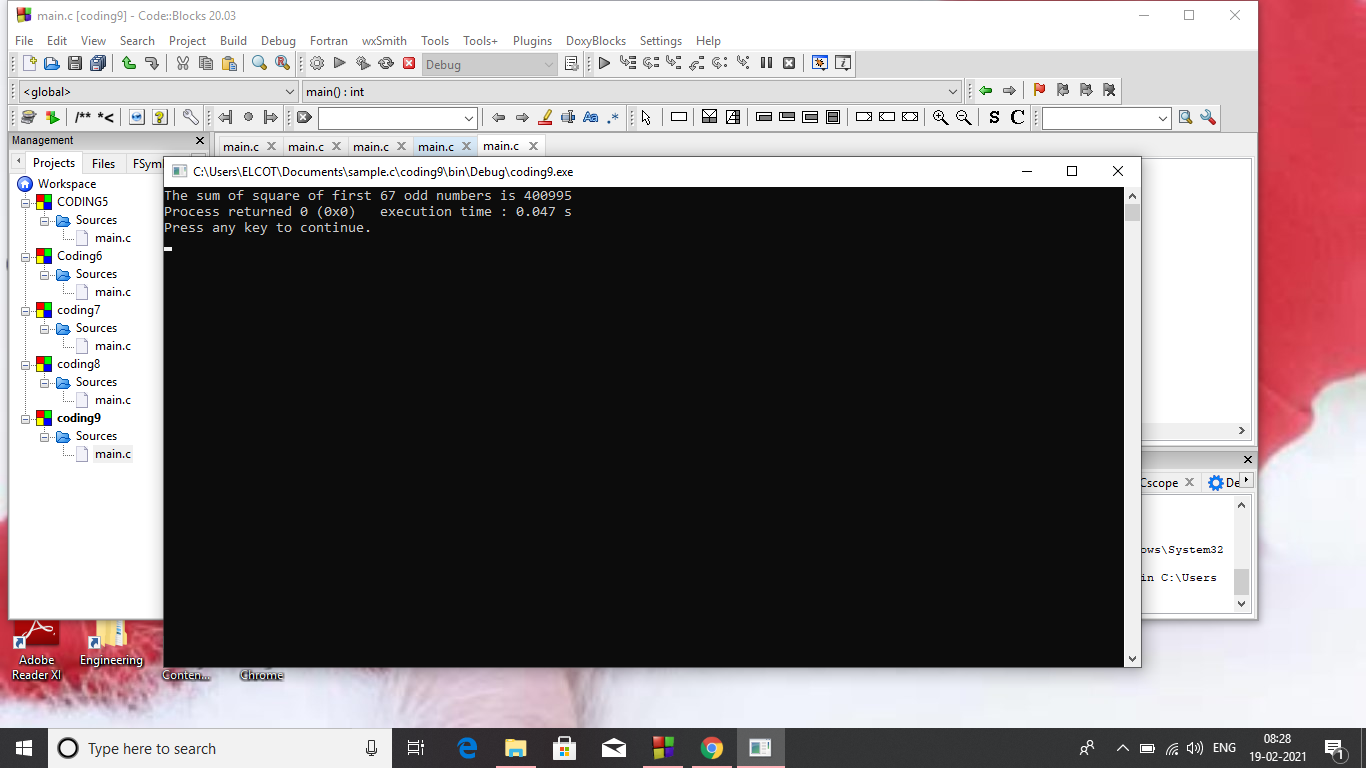 main.c [coding9] - Code::Blocks 20.03
File Edit View Search Project Build Debug Fortran wxSmith Tools Tools+ Plugins DoxyBlocks Settings Help
Debug
<global> main() : int
/** *< Aa .* S C
Management
main.c main.c main.c main.c main.c
Projects Files FSym
C:\Users\ELCOT\Documents\sample.c\coding9\bin\Debug\coding9.exe
The sum of square of first 67 odd numbers is 400995
Process returned 0 (0x0) execution time : 0.047 s
Press any key to continue.
Workspace
CODING5
Sources
main.c
Coding6
Sources
main.c
coding7
Sources
main.c
coding8
Sources
main.c
coding9
Sources
main.c
Cscope De
ows\System32
in C:\Users
Adobe
Reader XI
Engineering
Conten...
Chrome
Type here to search
ENG
08:28
19-02-2021
1